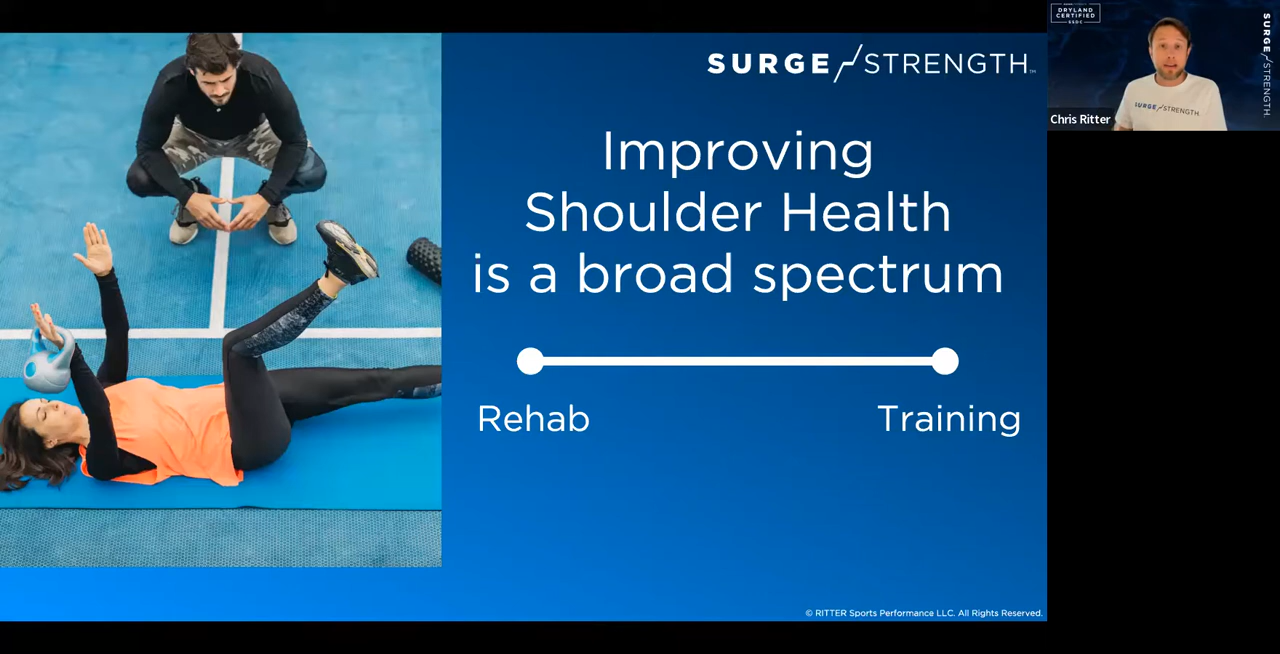 SURGE/STRENGTH™
Improving
Shoulder Health
is a broad spectrum
Rehab
Training
© RITTER Sports Performance LLC. All Rights Reserved.
DRYLAND
CERTIFIED
SURGE/STRENGTH.
SURGE/STRENGTH.
Chris Ritter